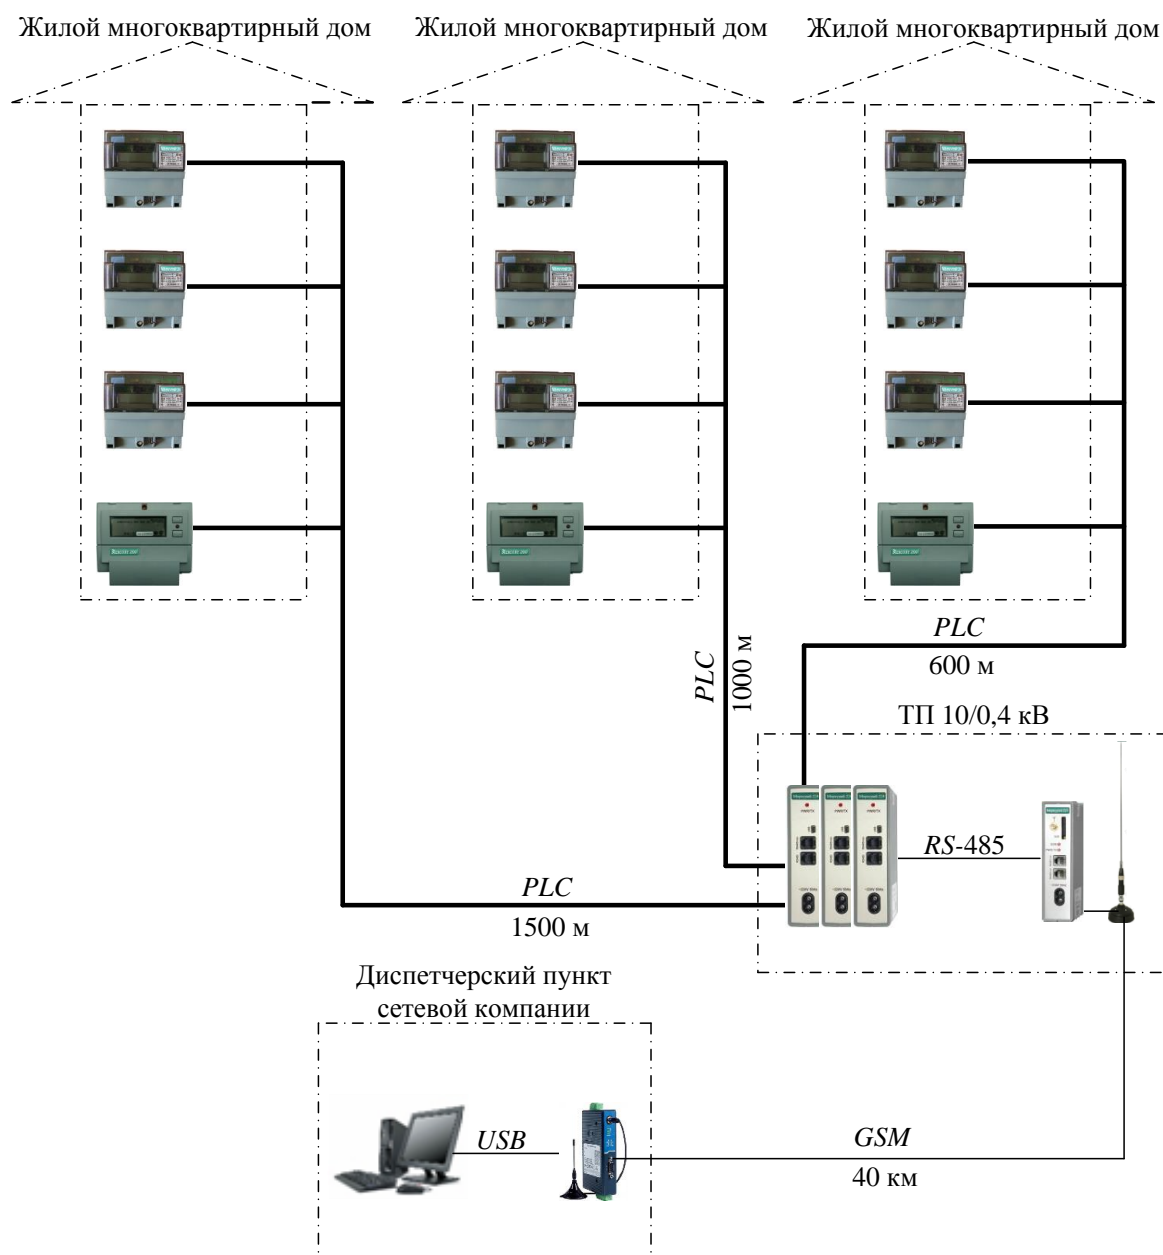 Жилой многоквартирный дом
Жилой многоквартирный дом
Жилой многоквартирный дом
PLC
600 м
PLC
1000 м
ТП 10/0,4 кВ
RS-485
PLC
1500 м
Диспетчерский пункт
сетевой компании
USB
GSM
40 км